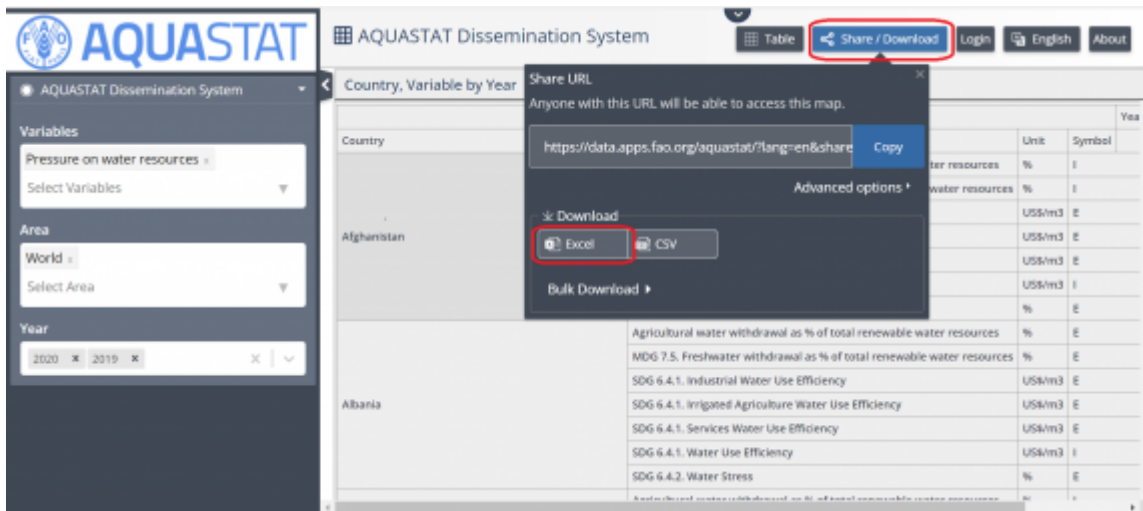 AQUASTAT
AQUASTAT Dissemination System
Table
Share / Download
Login
English
About
AQUASTAT Dissemination System
Variables
Pressure on water resources
Select Variables
Area
World
Select Area
Year
2020 2019
Country, Variable by Year
Country
Unit Symbol
Share URL
Anyone with this URL will be able to access this map.
https://data.apps.fao.org/aquastat/?lang=en&share
Copy
Advanced options
Download
Excel
CSV
Bulk Download
Afghanistan
ter resources % I
water resources % I
US$/m3 E
US$/m3 E
US$/m3 E
US$/m3 I
% E
Albania
Agricultural water withdrawal as % of total renewable water resources % E
MDG 7.5. Freshwater withdrawal as % of total renewable water resources % E
SDG 6.4.1. Industrial Water Use Efficiency US$/m3 E
SDG 6.4.1. Irrigated Agriculture Water Use Efficiency US$/m3 E
SDG 6.4.1. Services Water Use Efficiency US$/m3 E
SDG 6.4.1. Water Use Efficiency US$/m3 I
SDG 6.4.2. Water Stress % E